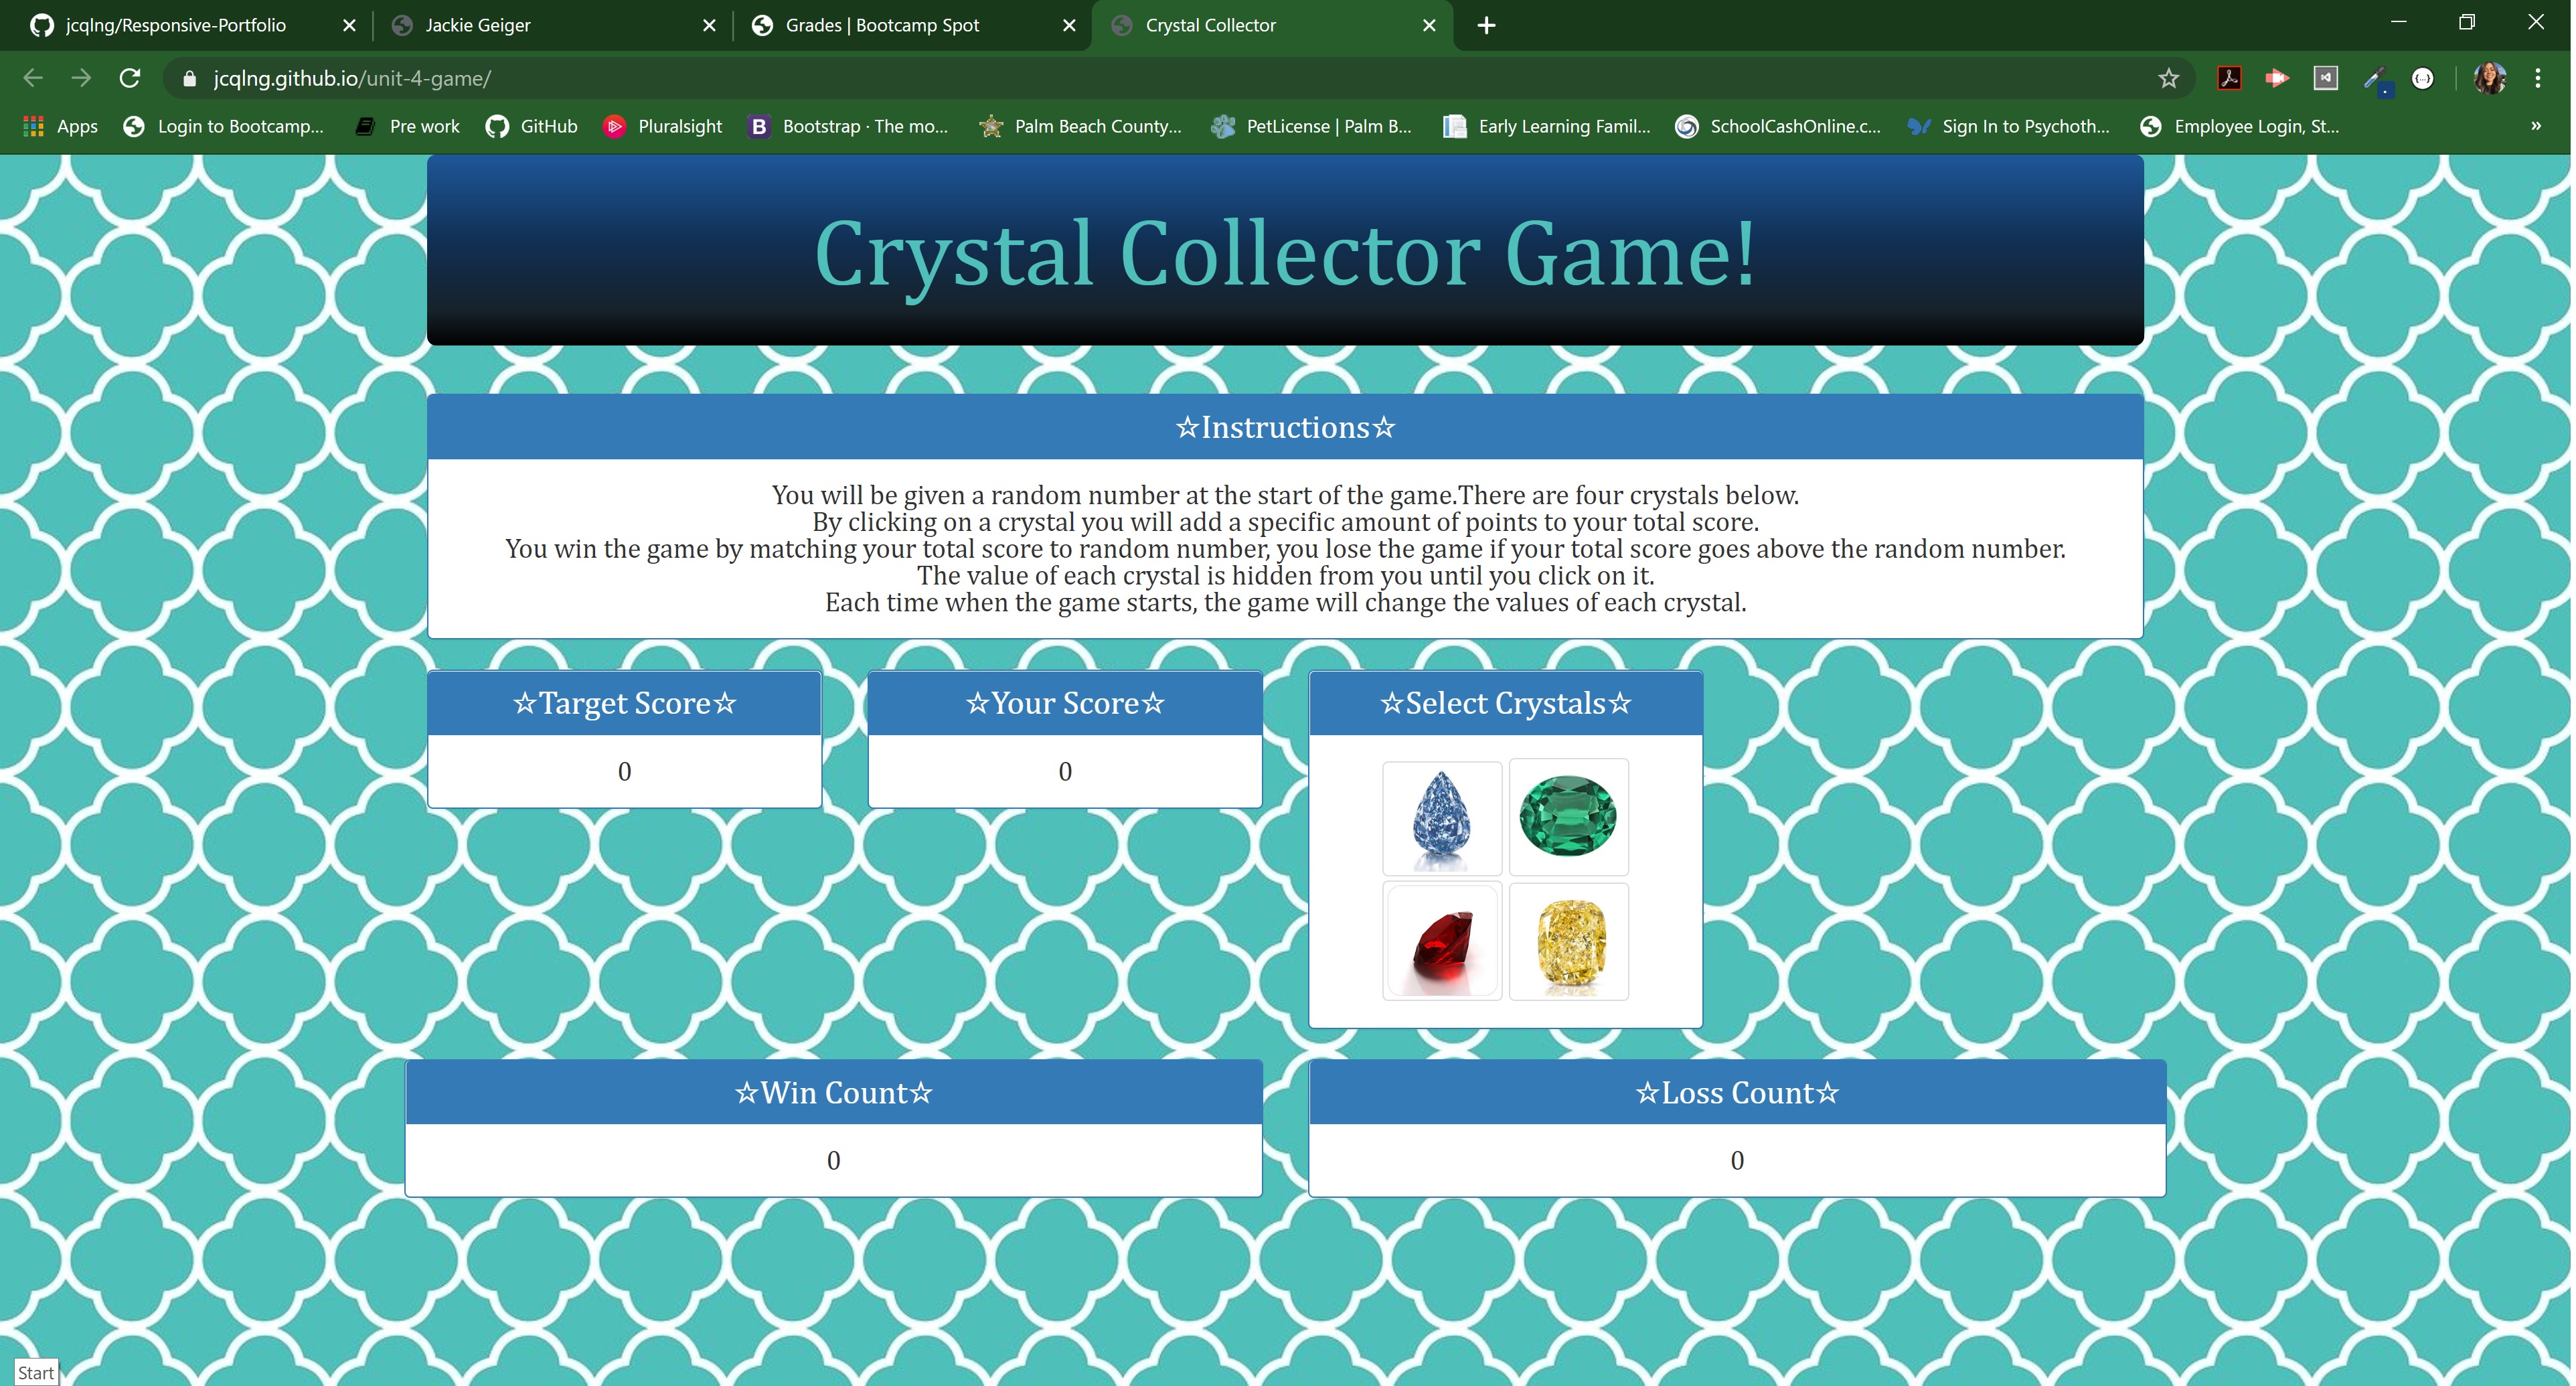 jcqlng/Responsive-Portfolio
Jackie Geiger
Grades | Bootcamp Spot
Crystal Collector
jcqlng.github.io/unit-4-game/
Apps
Login to Bootcamp...
Pre work
GitHub
Pluralsight
B
Bootstrap · The mo...
Palm Beach County...
PetLicense | Palm B...
Early Learning Famil...
SchoolCashOnline.c...
Sign In to Psychoth...
Employee Login, St...
»
Crystal Collector Game!
☆Instructions☆
You will be given a random number at the start of the game.There are four crystals below.
By clicking on a crystal you will add a specific amount of points to your total score.
You win the game by matching your total score to random number, you lose the game if your total score goes above the random number.
The value of each crystal is hidden from you until you click on it.
Each time when the game starts, the game will change the values of each crystal.
☆Target Score☆
0
☆Your Score☆
0
☆Select Crystals☆
☆Win Count☆
0
☆Loss Count☆
0
Start